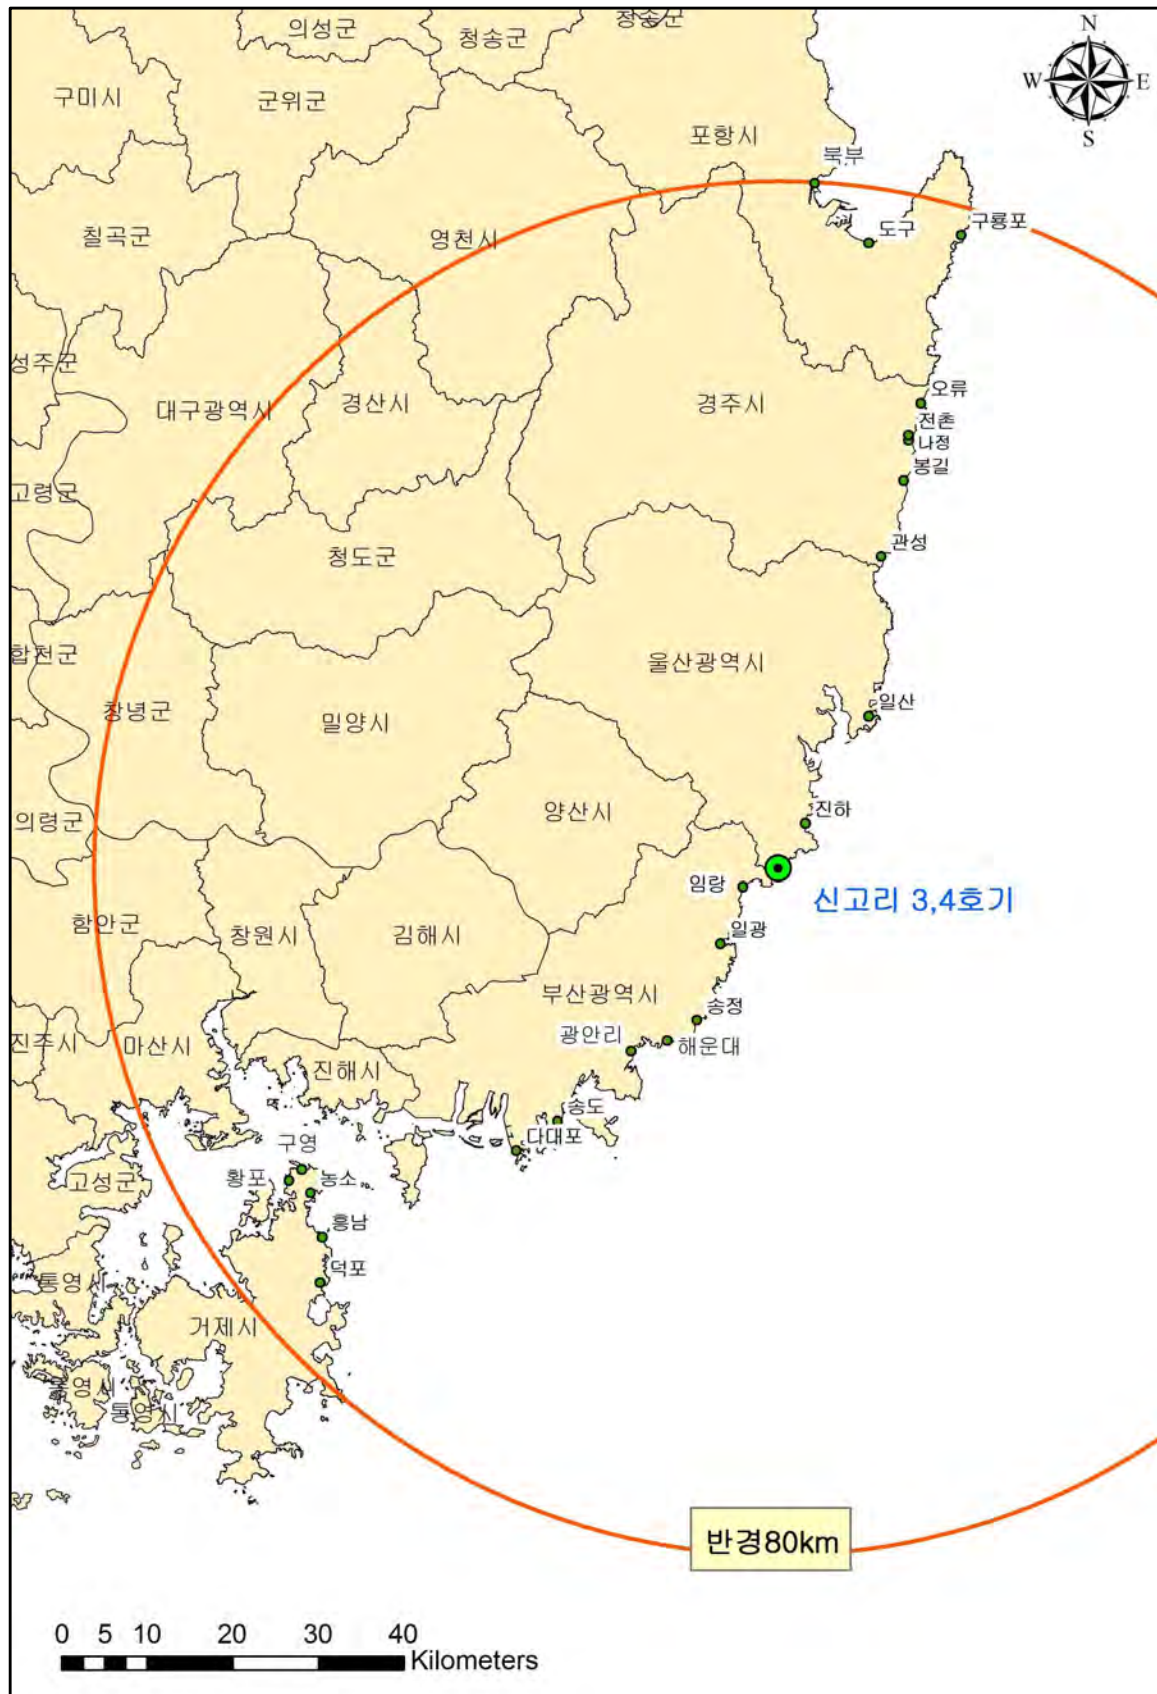 의성군
청송군
청송군
N
W
E
S
구미시
군위군
포항시
북부
칠곡군
영천시
도구
구룡포
성주군
대구광역시
경산시
경주시
오류
전촌
나정
고령군
봉길
청도군
관성
합천군
울산광역시
창녕군
밀양시
일산
의령군
양산시
진하
임랑
신고리 3,4호기
함안군
창원시
김해시
일광
부산광역시
송정
진주시
마산시
광안리
해운대
진해시
송도
구영
다대포
고성군
황포
농소
흥남
통영시
덕포
거제시
통영시
통영시
반경80km
0 5 10 20 30 40
Kilometers